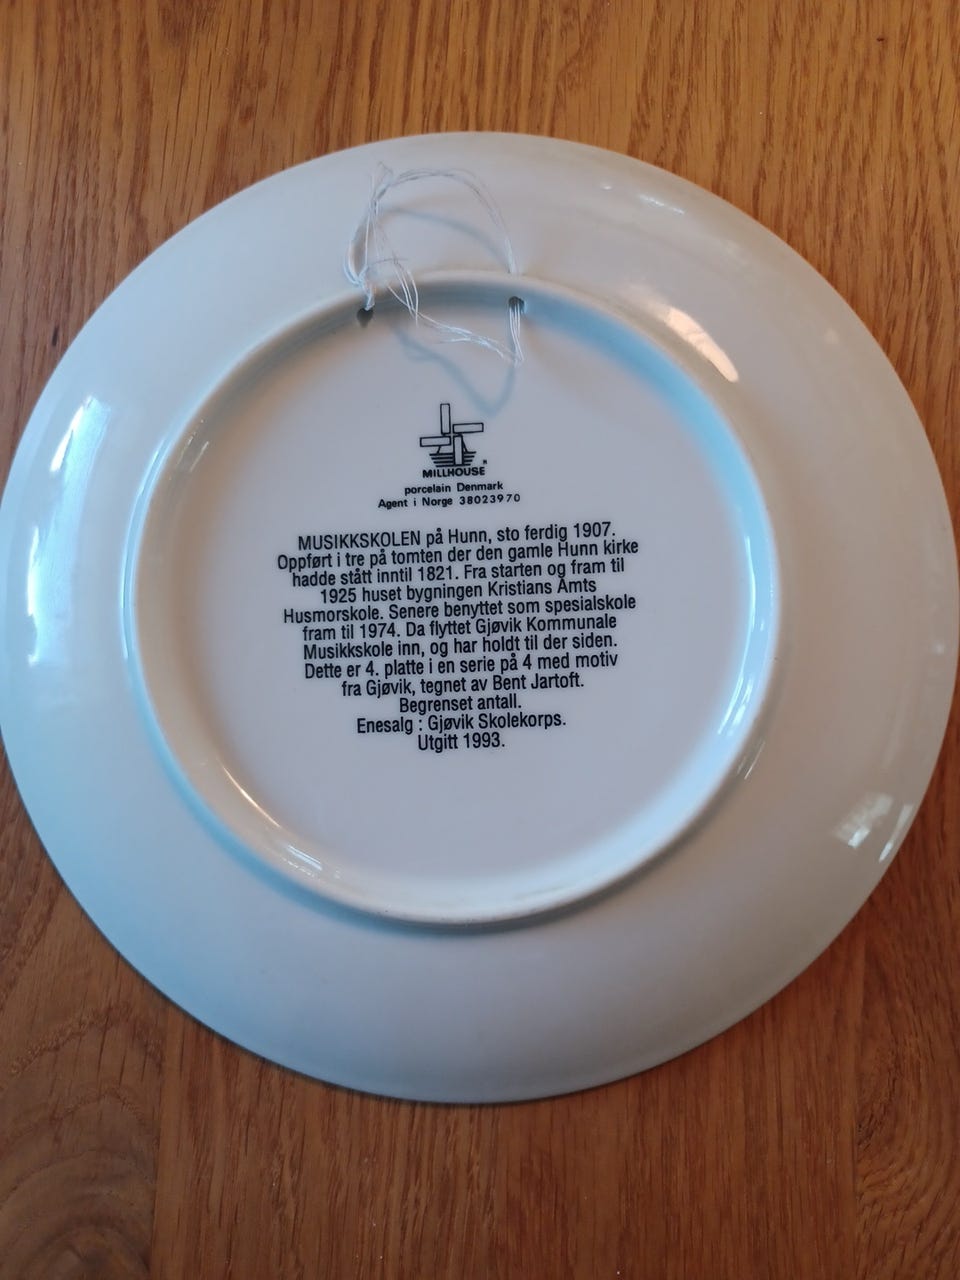 MILLHOUSE
porcelain Denmark
Agent i Norge 38023970
MUSIKKSKOLEN på Hunn, sto ferdig 1907.
Oppført i tre på tomten der den gamle Hunn kirke
hadde stått inntil 1821. Fra starten og fram til
1925 huset bygningen Kristians Amts
Husmorskole. Senere benyttet som spesialskole
fram til 1974. Da flyttet Gjøvik Kommunale
Musikkskole inn, og har holdt til der siden.
Dette er 4. platte i en serie på 4 med motiv
fra Gjøvik, tegnet av Bent Jartoft.
Begrenset antall.
Enesalg : Gjøvik Skolekorps.
Utgitt 1993.